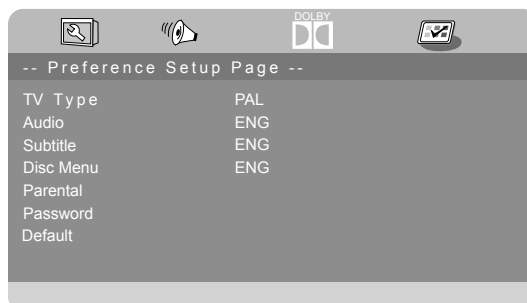 DOLBY
-- Preference Setup Page --
TV Type PAL
Audio ENG
Subtitle ENG
Disc Menu ENG
Parental
Password
Default